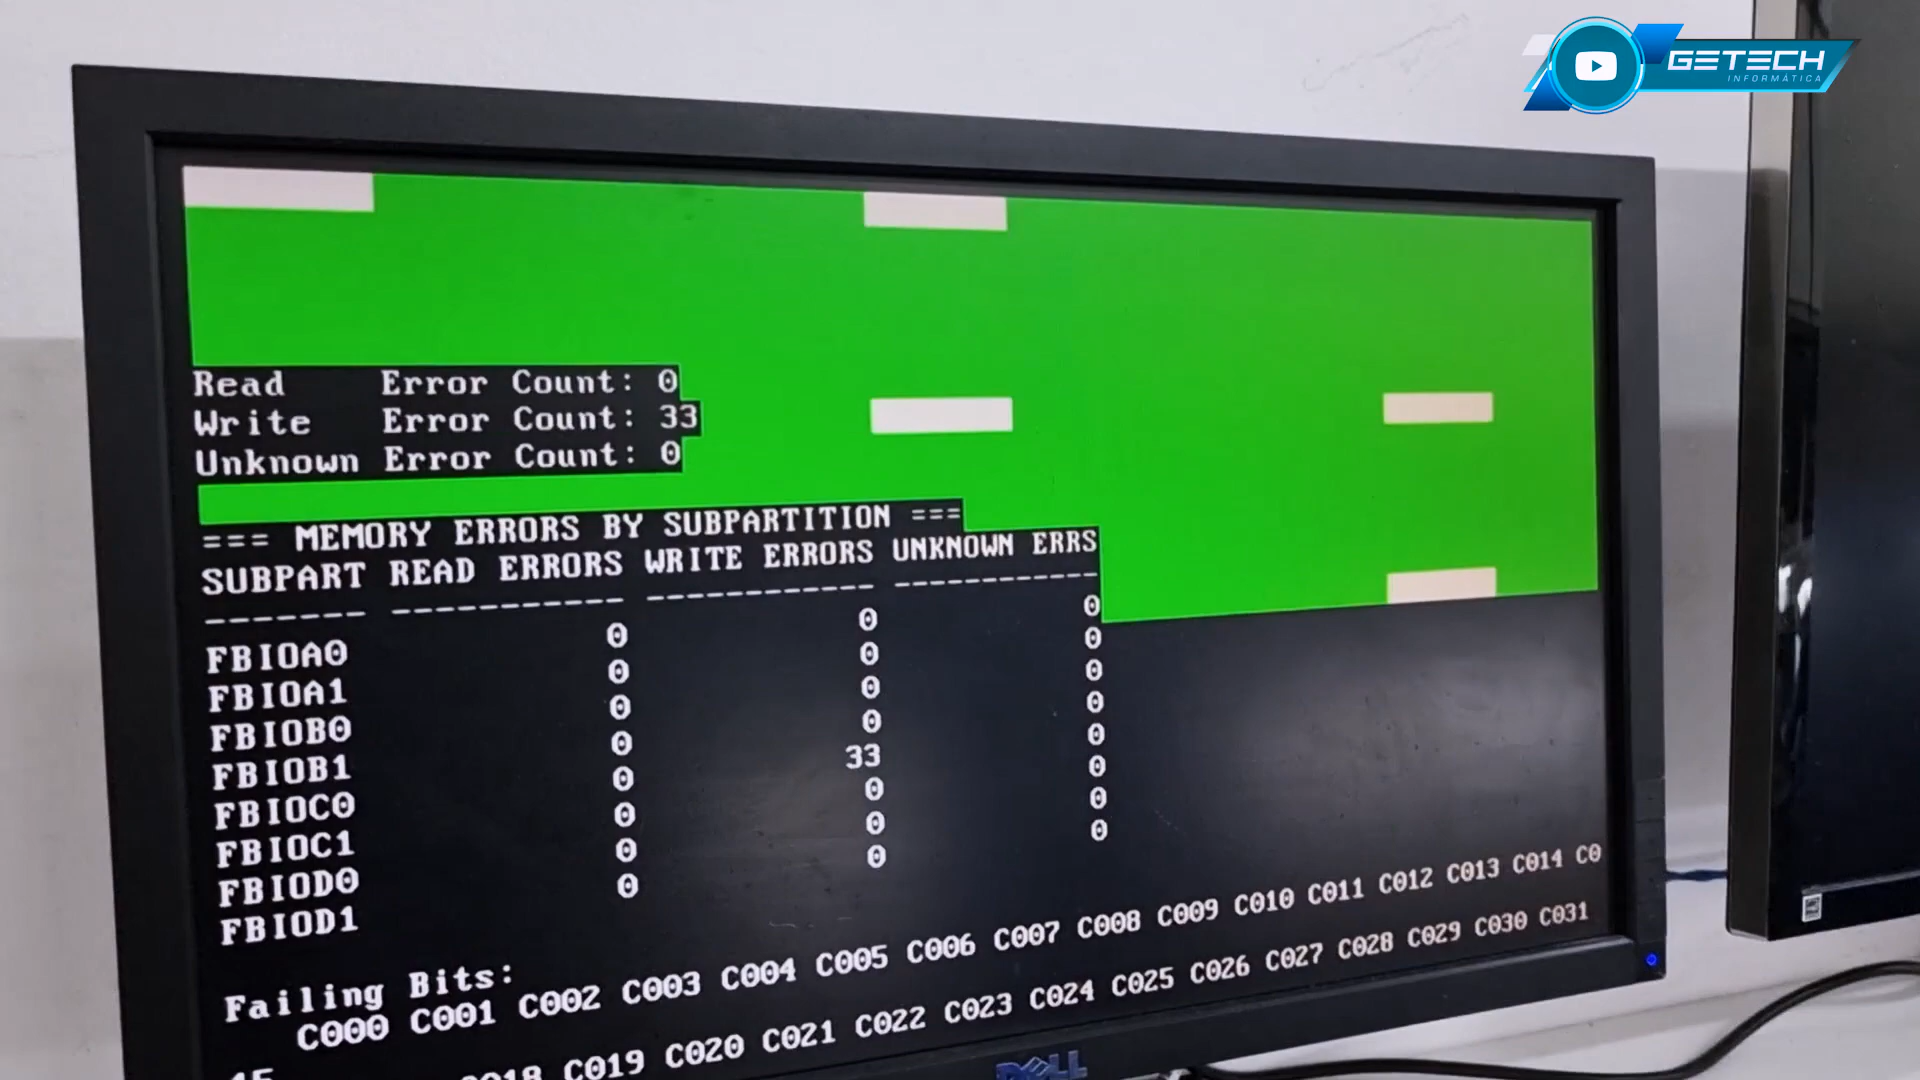 GETECH
INFORMÁTICA
Read Error Count: 0
Write Error Count: 33
Unknown Error Count: 0
=== MEMORY ERRORS BY SUBPARTITION ===
SUBPART READ ERRORS WRITE ERRORS UNKNOWN ERRS
------- ------------ ------------ ------------
FBIOA0 0 0 0
FBIOA1 0 0 0
FBIOB0 0 0 0
FBIOB1 0 0 0
FBIOC0 0 33 0
FBIOC1 0 0 0
FBIOD0 0 0 0
FBIOD1 0 0 0
Failing Bits:
C000 C001 C002 C003 C004 C005 C006 C007 C008 C009 C010 C011 C012 C013 C014 C0
C019 C020 C021 C022 C023 C024 C025 C026 C027 C028 C029 C030 C031
DELL